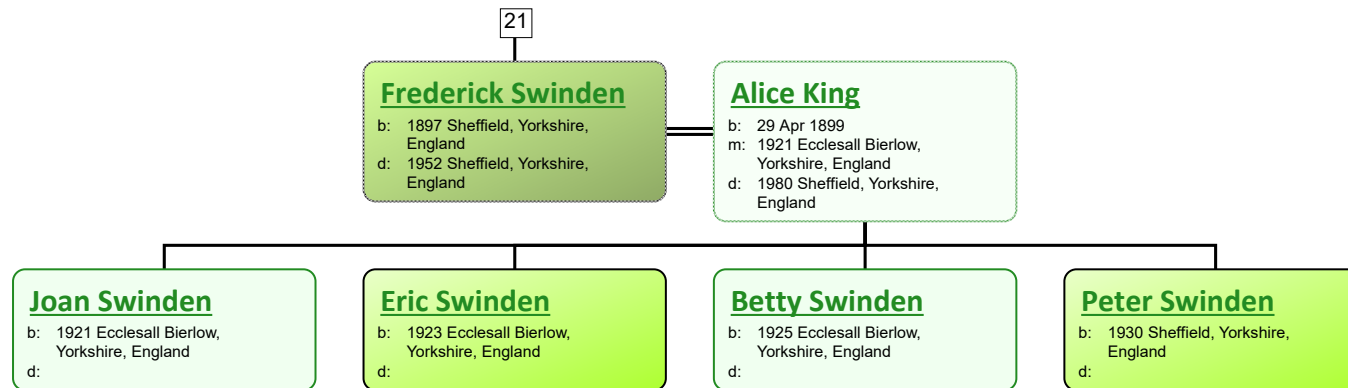 21
Frederick Swinden
b: 1897 Sheffield, Yorkshire,
England
d: 1952 Sheffield, Yorkshire,
England
Alice King
b: 29 Apr 1899
m: 1921 Ecclesall Bierlow,
Yorkshire, England
d: 1980 Sheffield, Yorkshire,
England
Joan Swinden
b: 1921 Ecclesall Bierlow,
Yorkshire, England
d:
Eric Swinden
b: 1923 Ecclesall Bierlow,
Yorkshire, England
d:
Betty Swinden
b: 1925 Ecclesall Bierlow,
Yorkshire, England
d:
Peter Swinden
b: 1930 Sheffield, Yorkshire,
England
d: